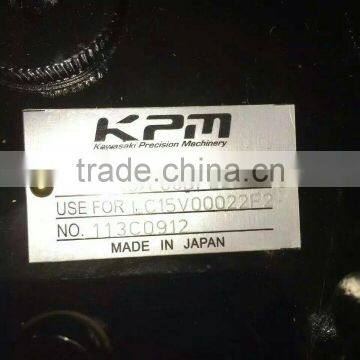 KPM
Kawasaki Precision Machinery
trade.china.cn
USE FOR LC15V00022F2
NO. 113C0912
MADE IN JAPAN